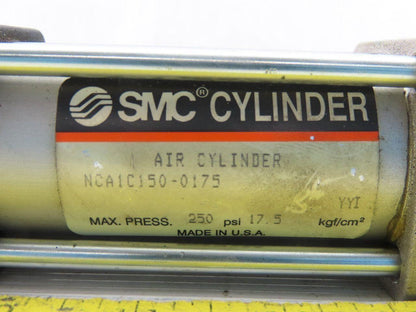 SMC® CYLINDER
AIR CYLINDER
NCA1C150-0175
YYI
MAX. PRESS. 250 psi 17.5 kgf/cm²
MADE IN U.S.A.